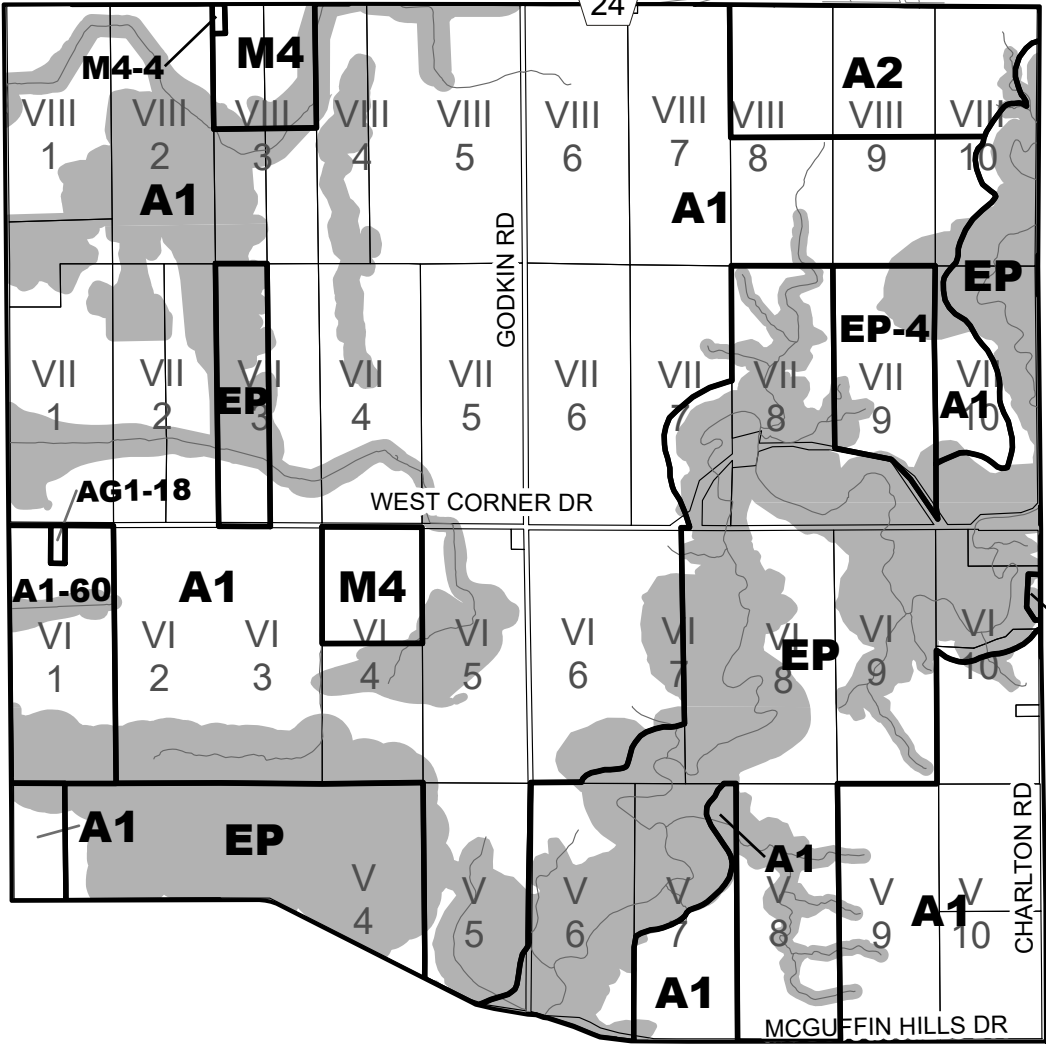 24
M4-4
M4
A2
VIII VIII VIII VIII VIII VIII VIII VIII VIII VIII
1 2 3 4 5 6 7 8 9 10
A1
A1
GODKIN RD
EP
EP-4
VII VII VII VII VII VII VII VII VII VII
1 2 3 4 5 6 7 8 9 10
EP
A1
AG1-18
WEST CORNER DR
A1-60
A1
M4
VI VI VI VI VI VI VI VI VI VI
1 2 3 4 5 6 7 8 9 10
EP
CHARLTON RD
A1
EP
A1
V V V V V V V
4 5 6 7 8 9 10
A1
A1
MCGUFFIN HILLS DR